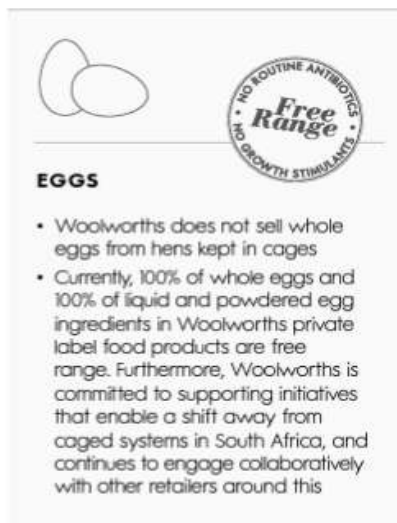 • NO ROUTINE ANTIBIOTICS •
Free
Range
NO GROWTH STIMULANTS
EGGS
• Woolworths does not sell whole
eggs from hens kept in cages
• Currently, 100% of whole eggs and
100% of liquid and powdered egg
ingredients in Woolworths private
label food products are free
range. Furthermore, Woolworths is
committed to supporting initiatives
that enable a shift away from
caged systems in South Africa, and
continues to engage collaboratively
with other retailers around this